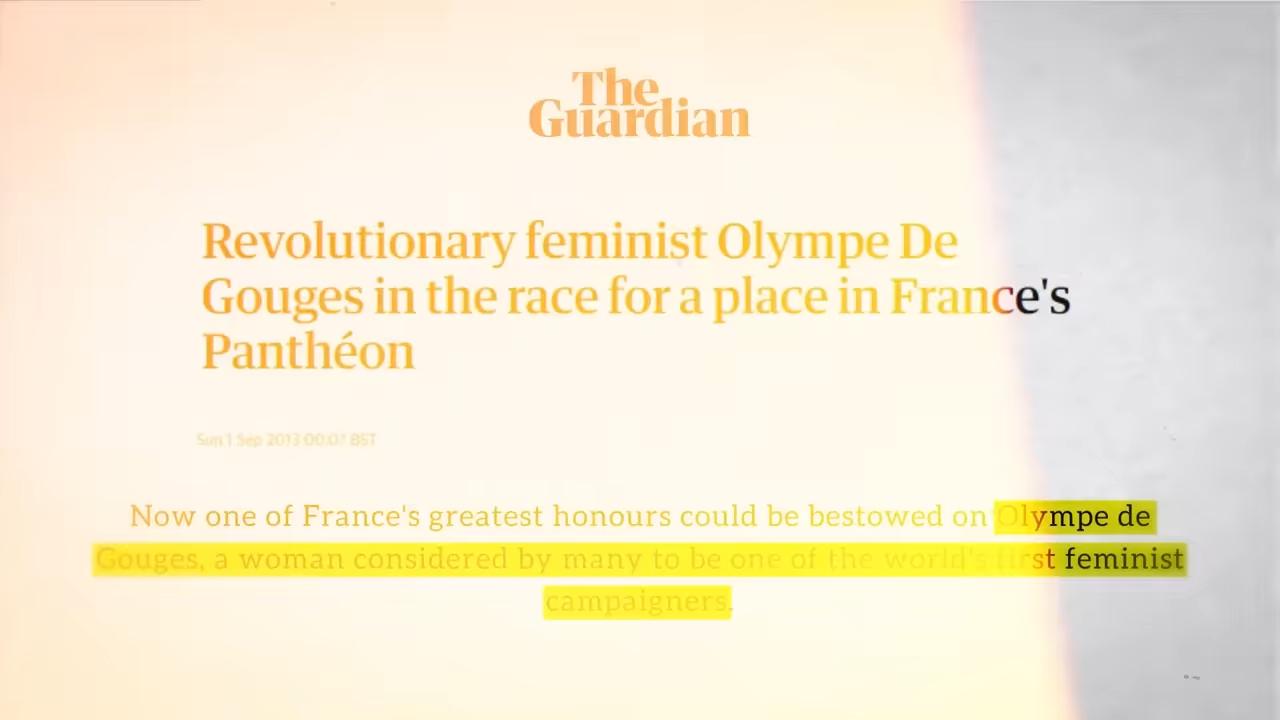 The
Guardian
Revolutionary feminist Olympe De
Gouges in the race for a place in France's
Panthéon
Sun 1 Sep 2013 00.07 BST
Now one of France's greatest honours could be bestowed on Olympe de
Gouges, a woman considered by many to be one of the world's first feminist
campaigners.